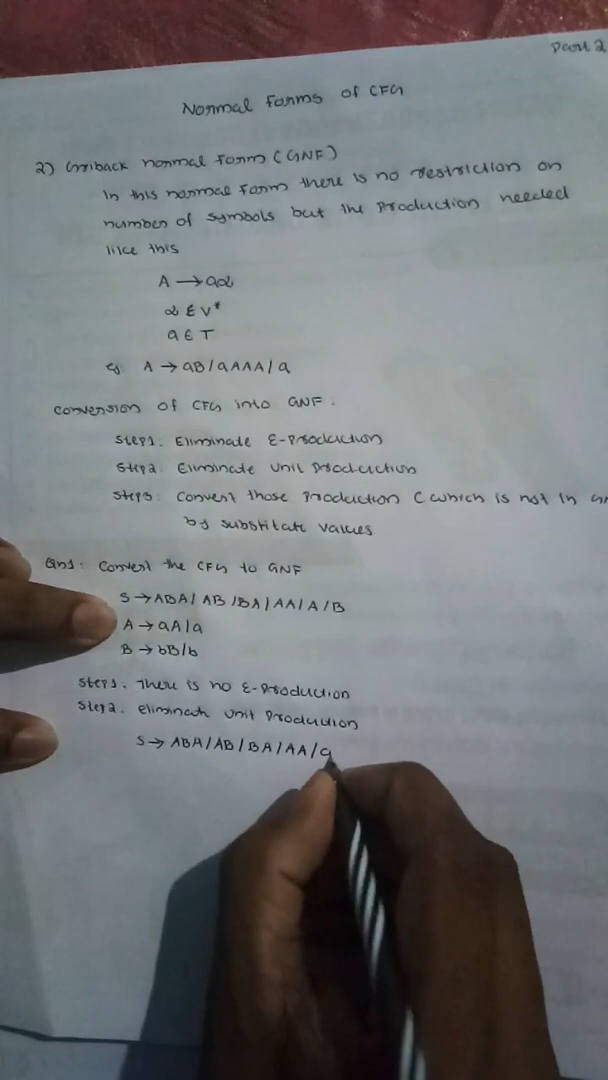 Part 2
Normal Forms of CFG
2) Griback normal form (GNF)
In this normal form there is no restriction on
number of symbols but the production needed
like this
A → aα
α ∈ V*
a ∈ T
eg. A → aB/aAAA/a
Conversion of CFG into GNF.
Step1: Eliminate ε-Production
Step2. Eliminate Unit Production
Step3: Convert those Production (which is not in
by substitute values
Qns: Convert the CFG to GNF
S → ABA/AB/BA/AA/A/B
A → aA/a
B → bB/b
Step1. There is no ε-Production
Step2. eliminate Unit Production
S → ABA/AB/BA/AA/a